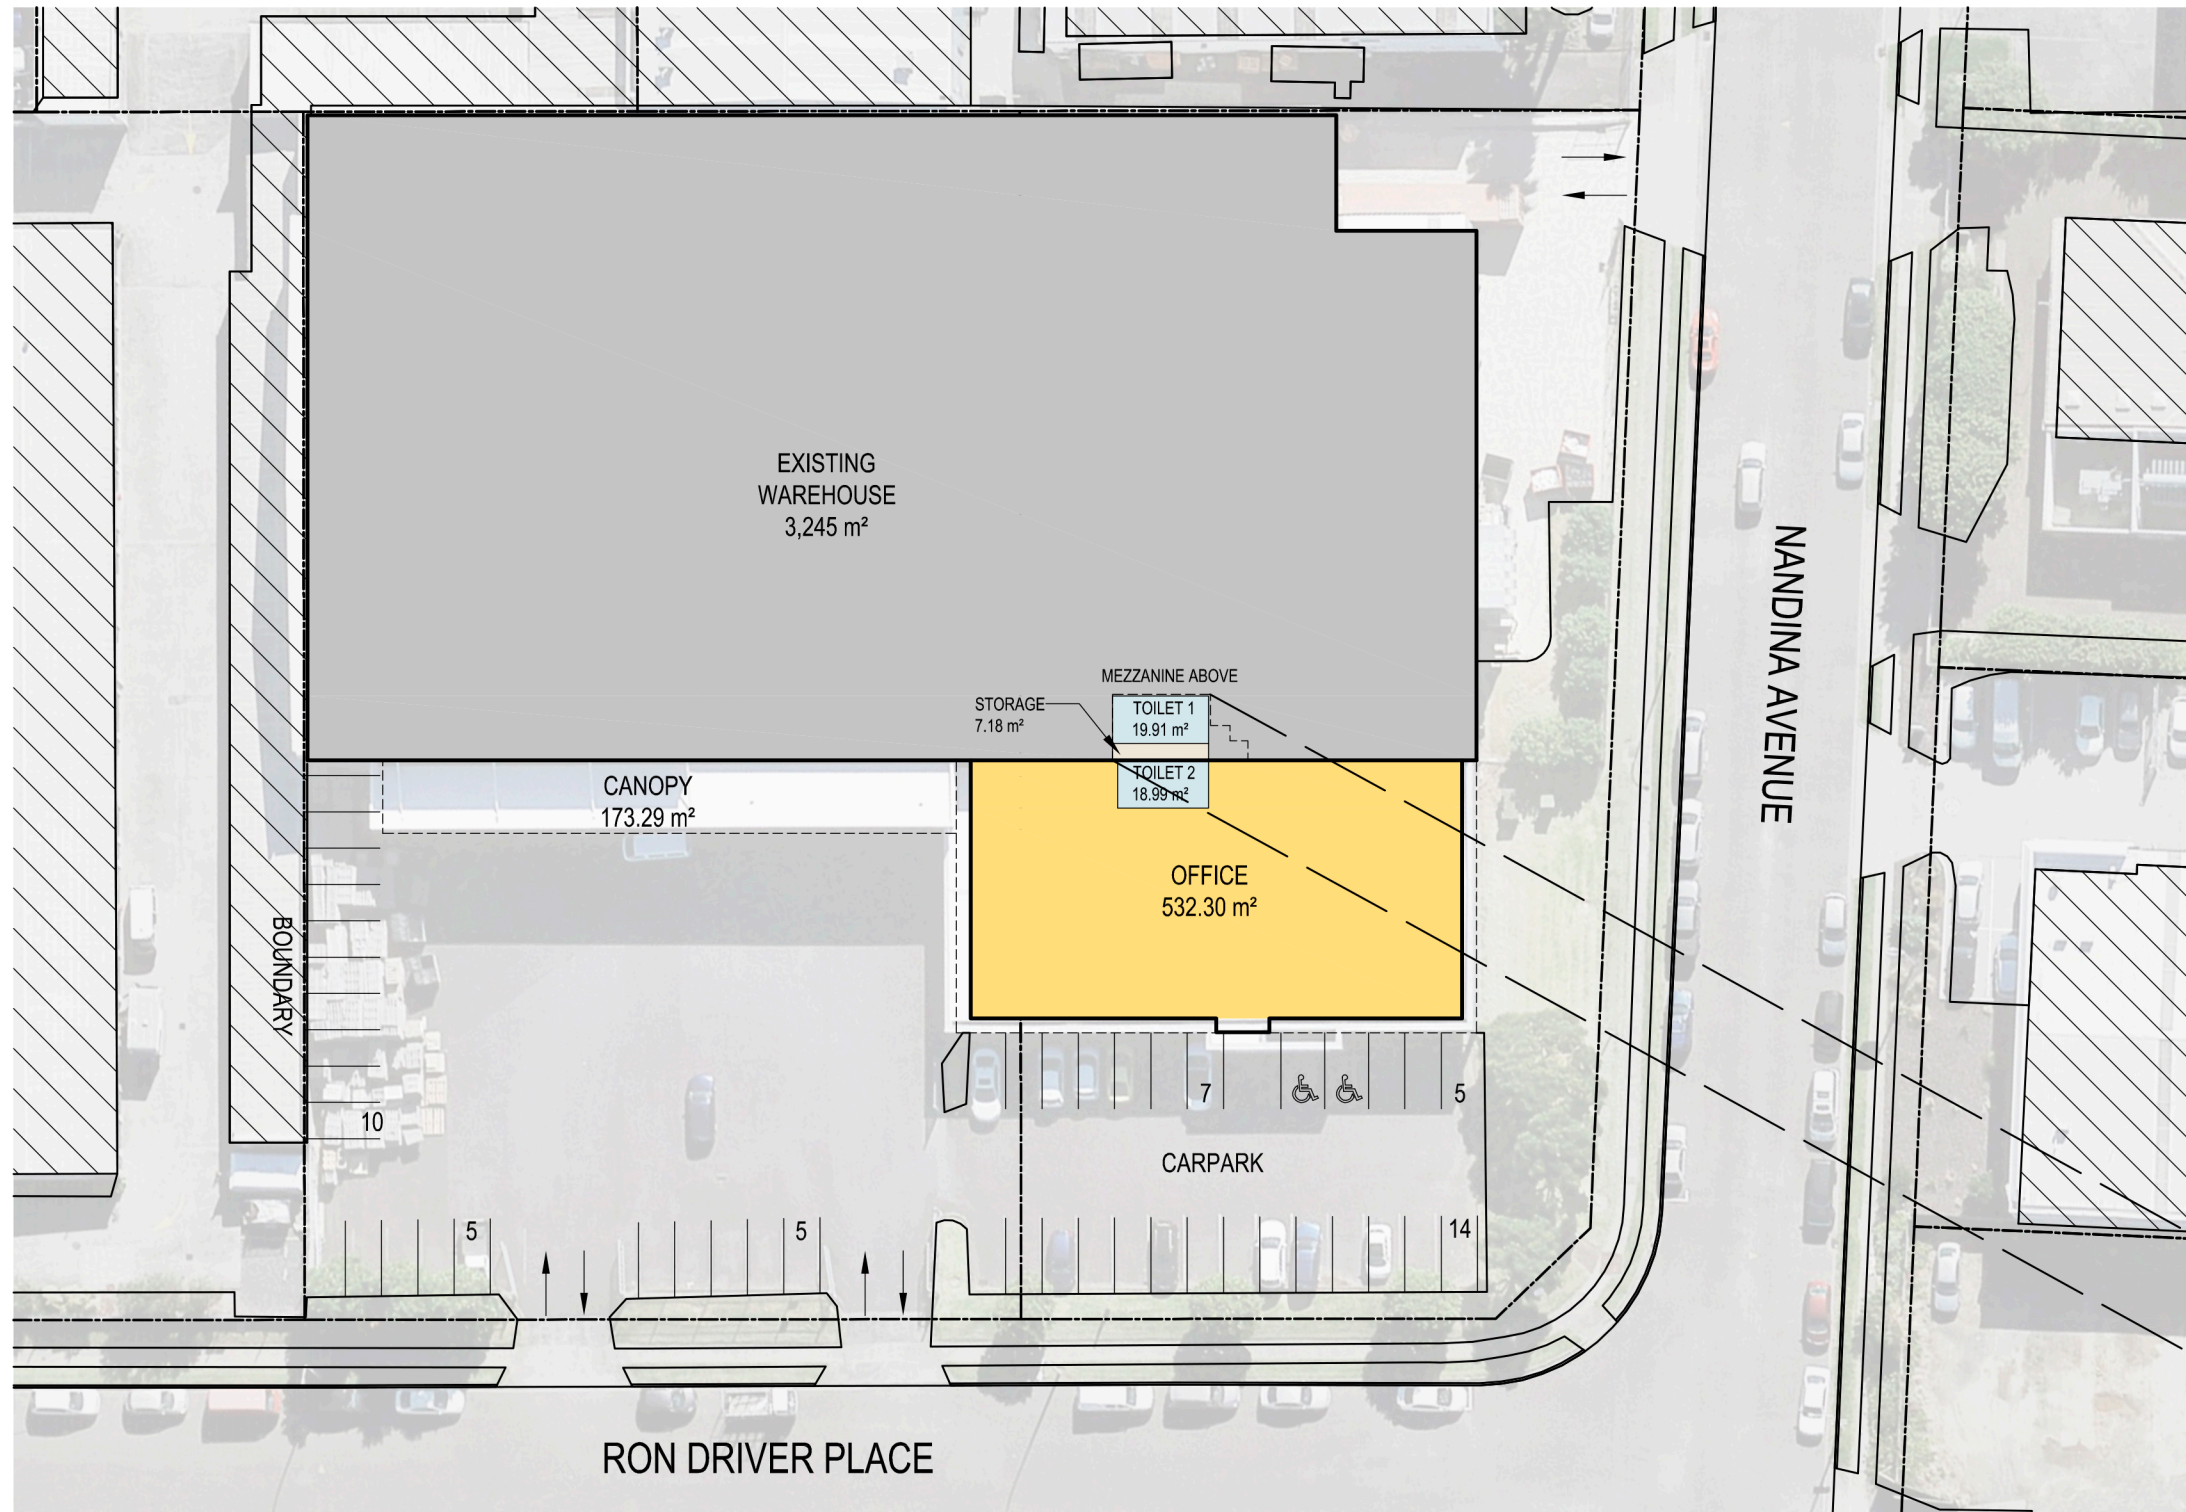 EXISTING
WAREHOUSE
3,245 m²
MEZZANINE ABOVE
STORAGE
7.18 m²
TOILET 1
19.91 m²
TOILET 2
18.99 m²
CANOPY
173.29 m²
OFFICE
532.30 m²
NANDINA AVENUE
BOUNDARY
10
7
5
CARPARK
5
5
14
RON DRIVER PLACE